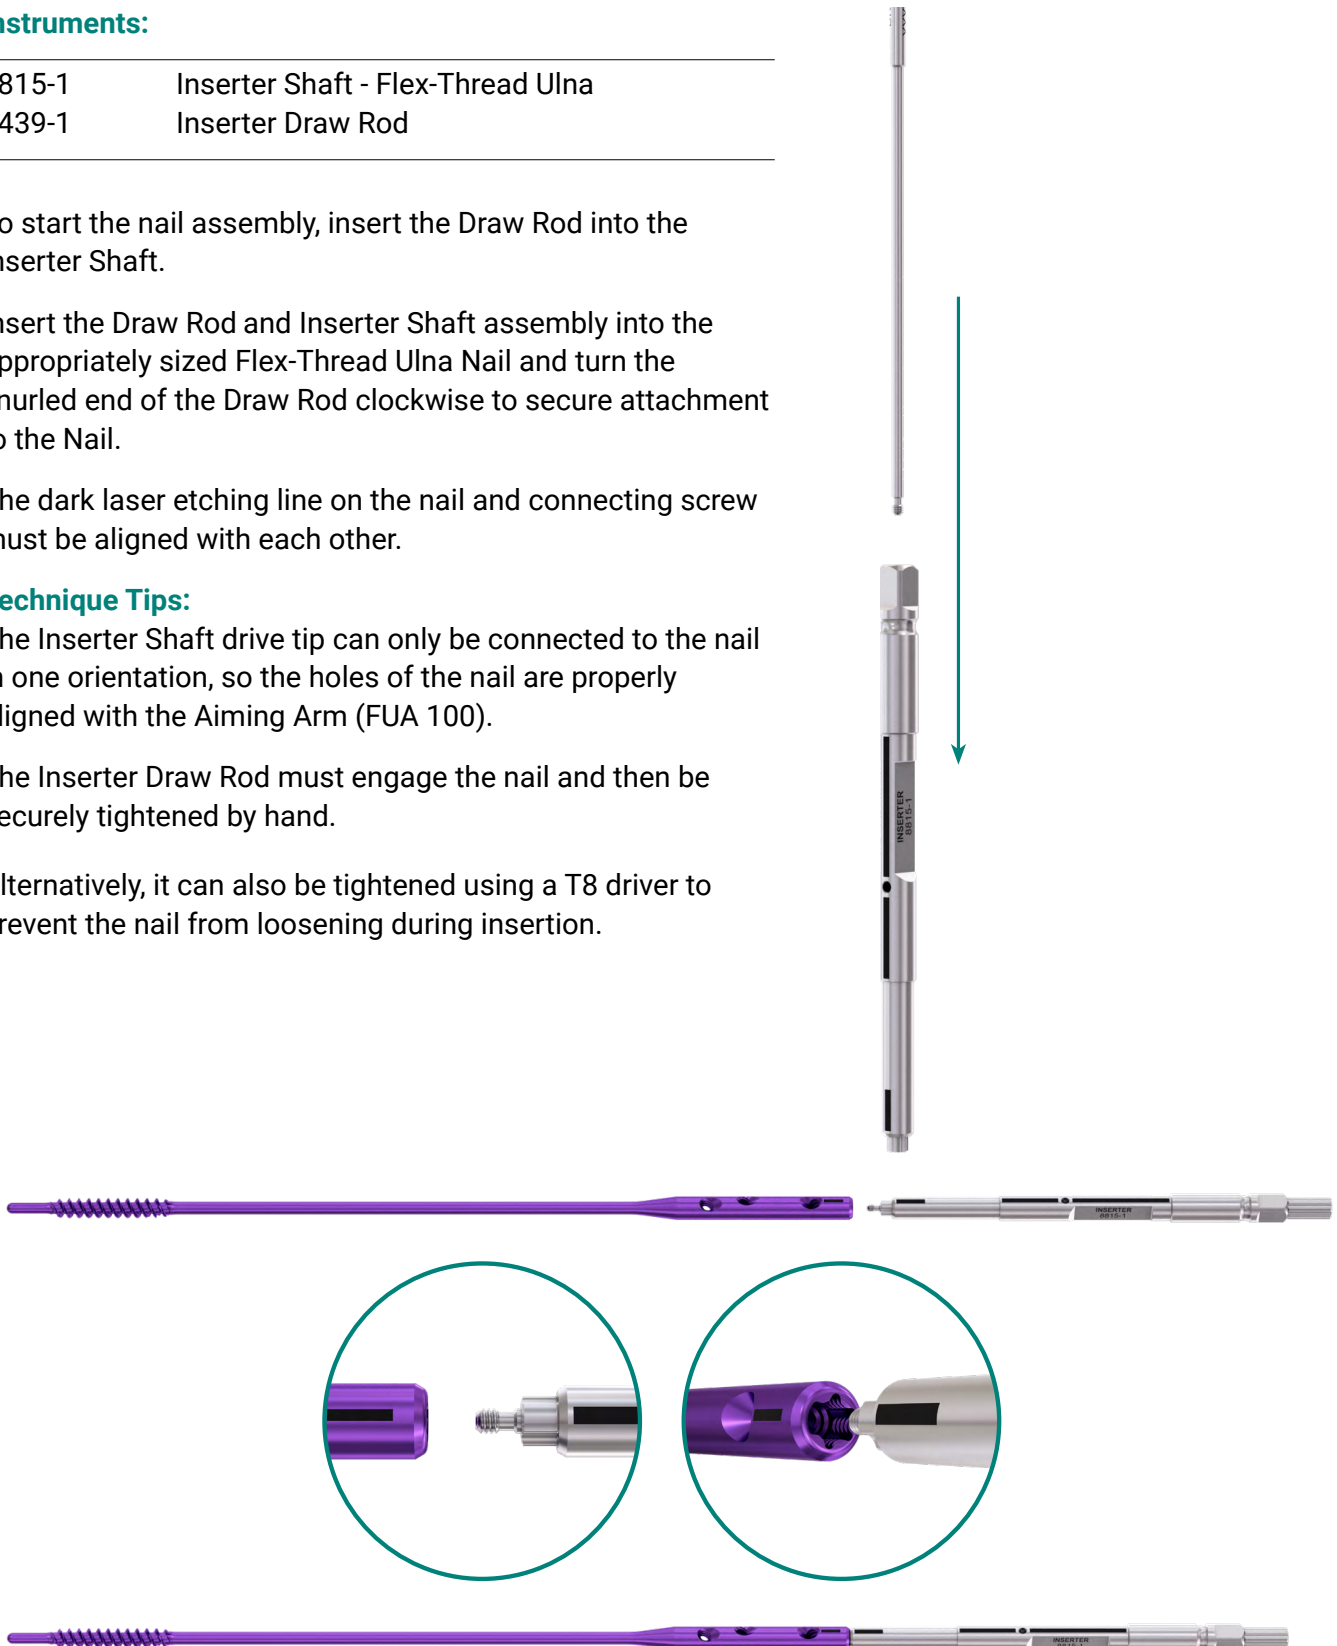 nstruments:
815-1 Inserter Shaft - Flex-Thread Ulna
439-1 Inserter Draw Rod
o start the nail assembly, insert the Draw Rod into the
nserter Shaft.
nsert the Draw Rod and Inserter Shaft assembly into the
ppropriately sized Flex-Thread Ulna Nail and turn the
nurled end of the Draw Rod clockwise to secure attachment
o the Nail.
he dark laser etching line on the nail and connecting screw
nust be aligned with each other.
echnique Tips:
he Inserter Shaft drive tip can only be connected to the nail
n one orientation, so the holes of the nail are properly
ligned with the Aiming Arm (FUA 100).
he Inserter Draw Rod must engage the nail and then be
ecurely tightened by hand.
lternatively, it can also be tightened using a T8 driver to
revent the nail from loosening during insertion.
INSERTER
8815-1
INSERTER
8815-1
INSERTER
8815-1